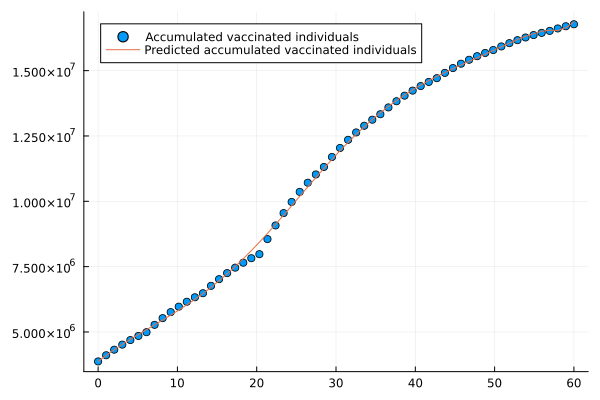 Accumulated vaccinated individuals
Predicted accumulated vaccinated individuals
1.500×10⁷
1.250×10⁷
1.000×10⁷
7.500×10⁶
5.000×10⁶
0 10 20 30 40 50 60